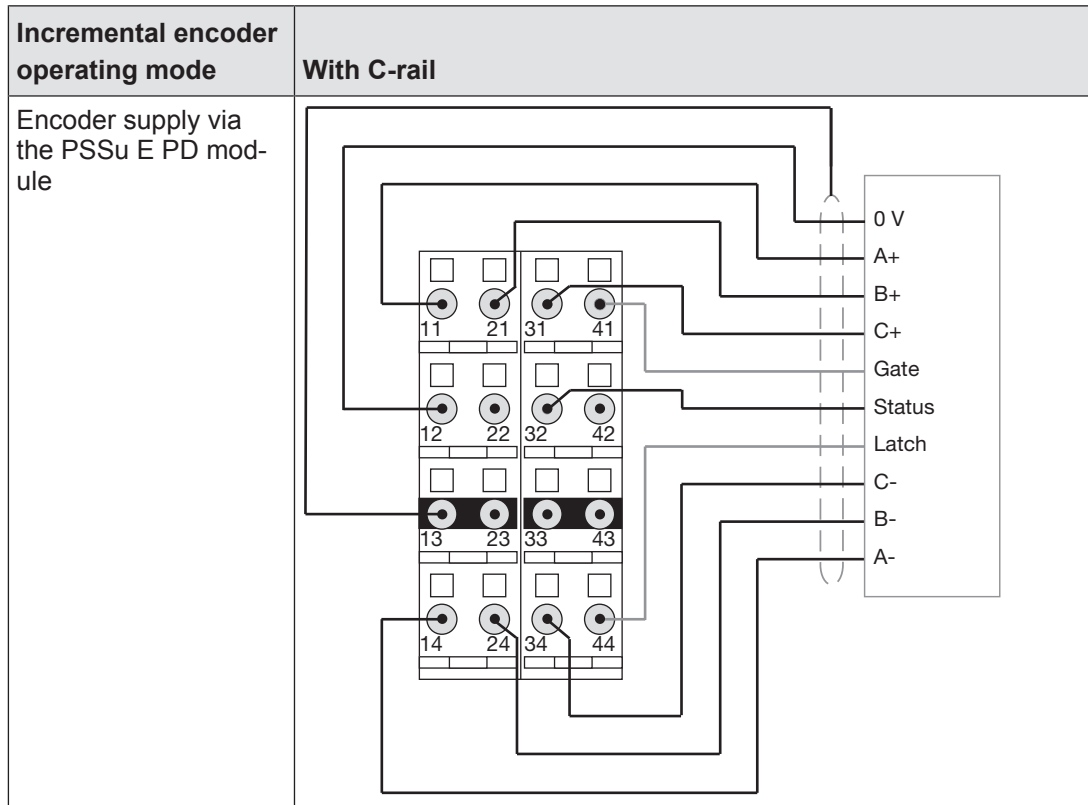 Incremental encoder
operating mode
With C-rail
Encoder supply via
the PSSu E PD mod-
ule
0 V
A+
B+
C+
Gate
Status
Latch
C-
B-
A-
11 21 31 41
12 22 32 42
13 23 33 43
14 24 34 44